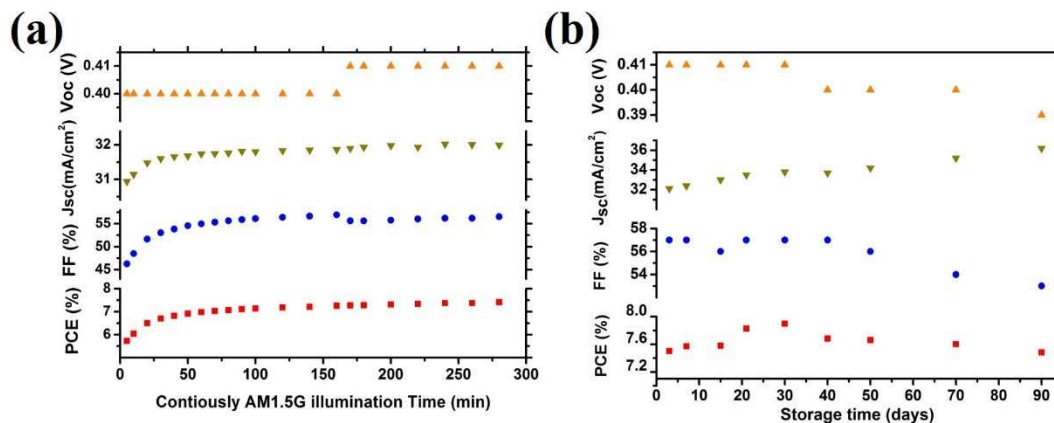 (a)
Voc (V)
0.41
0.40
Jsc(mA/cm²)
32
31
FF (%)
55
50
45
PCE (%)
8
7
6
0 50 100 150 200 250 300
Contiously AM1.5G illumination Time (min)
(b)
Voc (V)
0.41
0.40
0.39
Jsc(mA/cm²)
36
34
32
FF (%)
58
56
54
PCE (%)
8.0
7.6
7.2
0 10 20 30 40 50 60 70 80 90
Storage time (days)